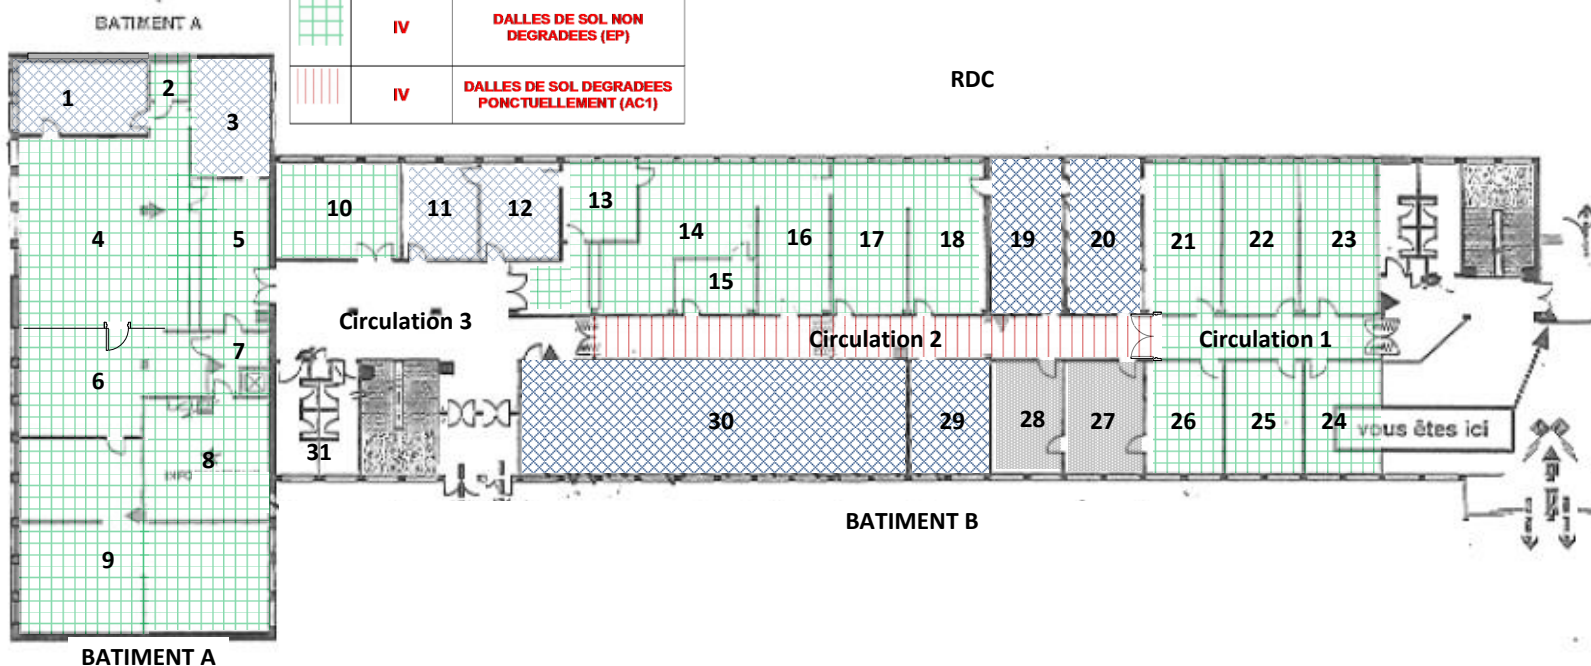 BATIMENT A
IV
DALLES DE SOL NON
DEGRADEES (EP)
IV
DALLES DE SOL DEGRADEES
PONCTUELLEMENT (AC1)
RDC
1
2
3
4
5
6
7
8
9
10
11
12
13
14
15
16
17
18
19
20
21
22
23
Circulation 3
Circulation 2
Circulation 1
31
30
29
28
27
26
25
24
vous êtes ici
INFO
BATIMENT B
BATIMENT A